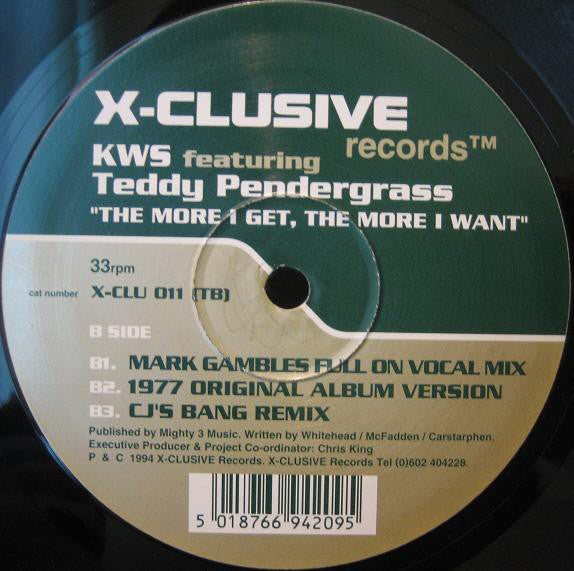 X-CLUSIVE
records™
KWS featuring
Teddy Pendergrass
"THE MORE I GET, THE MORE I WANT"
33rpm
cat number X-CLU 011 (TB)
B SIDE
B1. MARK GAMBLES FULL ON VOCAL MIX
B2. 1977 ORIGINAL ALBUM VERSION
B3. CJ'S BANG REMIX
Published by Mighty 3 Music. Written by Whitehead / McFadden / Carstarphen.
Executive Producer & Project Co-ordinator: Chris King
P & C 1994 X-CLUSIVE Records. X-CLUSIVE Records Tel (0)602 404228.
5 018766 942095